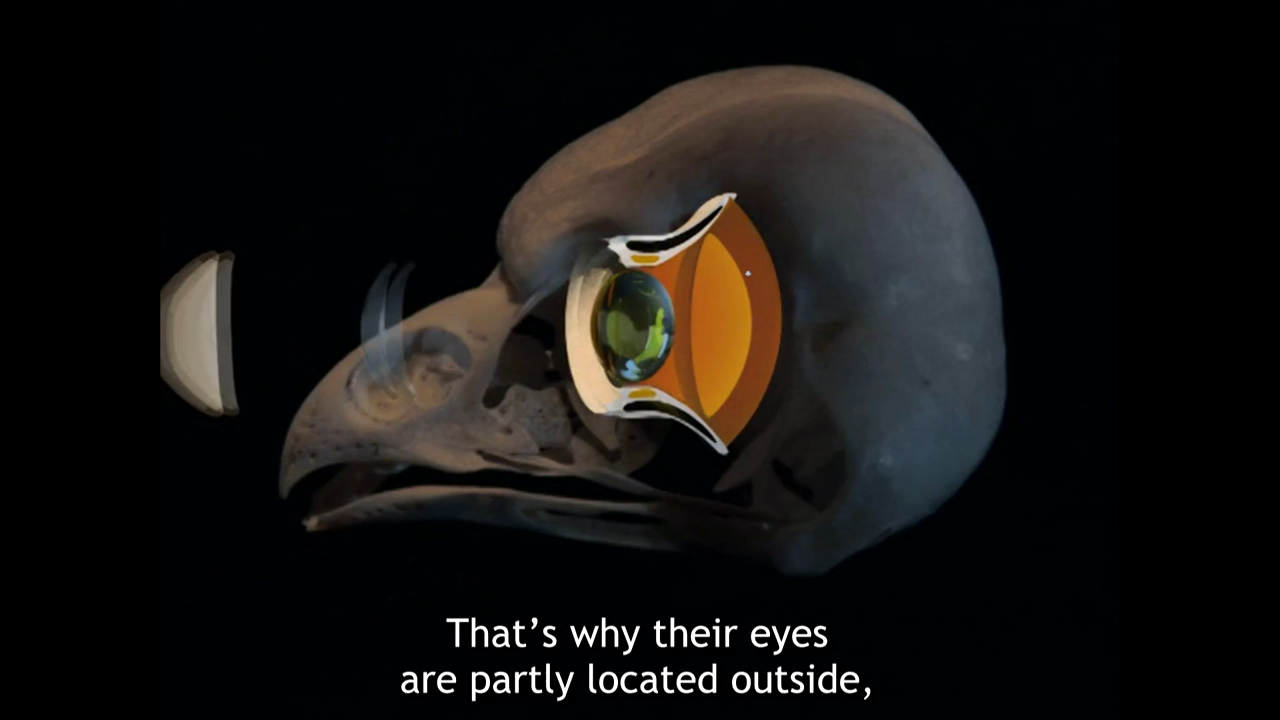 That’s why their eyes
are partly located outside,